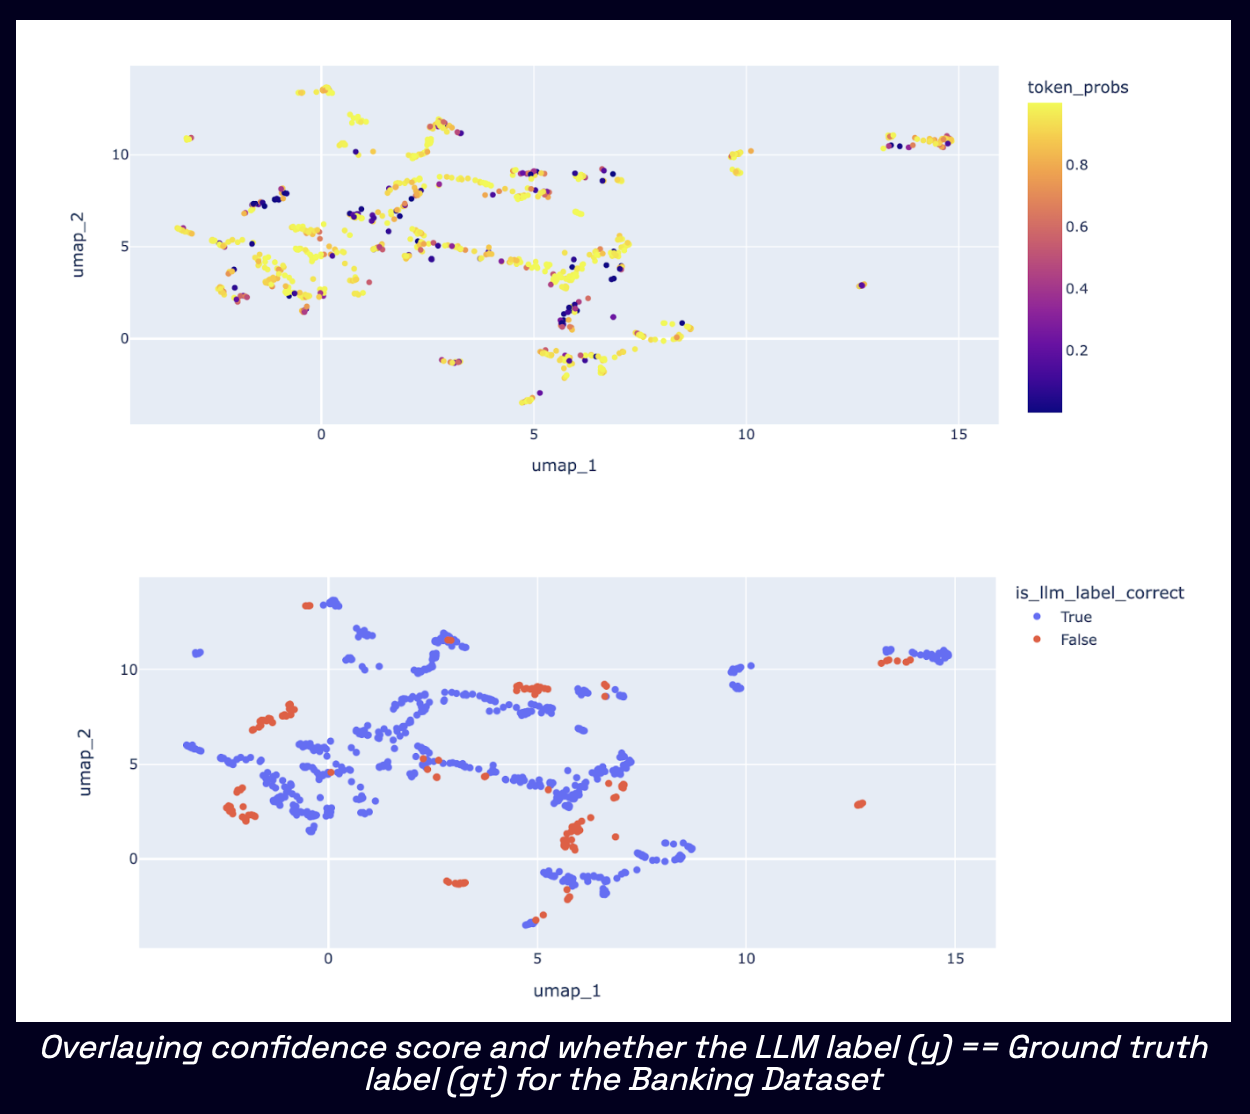 token_probs
10
5
0
umap_2
0.8
0.6
0.4
0.2
0 5 10 15
umap_1
is_llm_label_correct
True
False
10
5
0
umap_2
0 5 10 15
umap_1
Overlaying confidence score and whether the LLM label (y) == Ground truth
label (gt) for the Banking Dataset